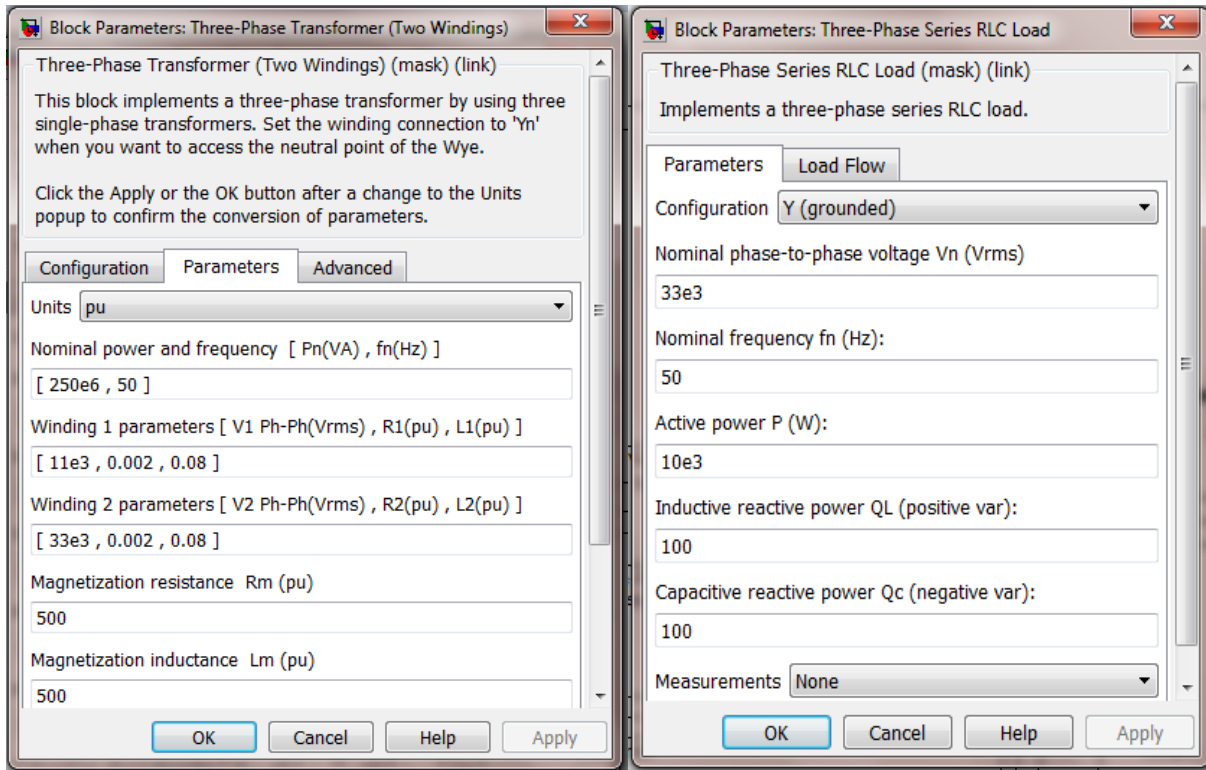 Block Parameters: Three-Phase Transformer (Two Windings)
Three-Phase Transformer (Two Windings) (mask) (link)
This block implements a three-phase transformer by using three
single-phase transformers. Set the winding connection to 'Yn'
when you want to access the neutral point of the Wye.
Click the Apply or the OK button after a change to the Units
popup to confirm the conversion of parameters.
Configuration Parameters Advanced
Units pu
Nominal power and frequency [ Pn(VA) , fn(Hz) ]
[ 250e6 , 50 ]
Winding 1 parameters [ V1 Ph-Ph(Vrms) , R1(pu) , L1(pu) ]
[ 11e3 , 0.002 , 0.08 ]
Winding 2 parameters [ V2 Ph-Ph(Vrms) , R2(pu) , L2(pu) ]
[ 33e3 , 0.002 , 0.08 ]
Magnetization resistance Rm (pu)
500
Magnetization inductance Lm (pu)
500
OK Cancel Help Apply
Block Parameters: Three-Phase Series RLC Load
Three-Phase Series RLC Load (mask) (link)
Implements a three-phase series RLC load.
Parameters Load Flow
Configuration Y (grounded)
Nominal phase-to-phase voltage Vn (Vrms)
33e3
Nominal frequency fn (Hz):
50
Active power P (W):
10e3
Inductive reactive power QL (positive var):
100
Capacitive reactive power Qc (negative var):
100
Measurements None
OK Cancel Help Apply